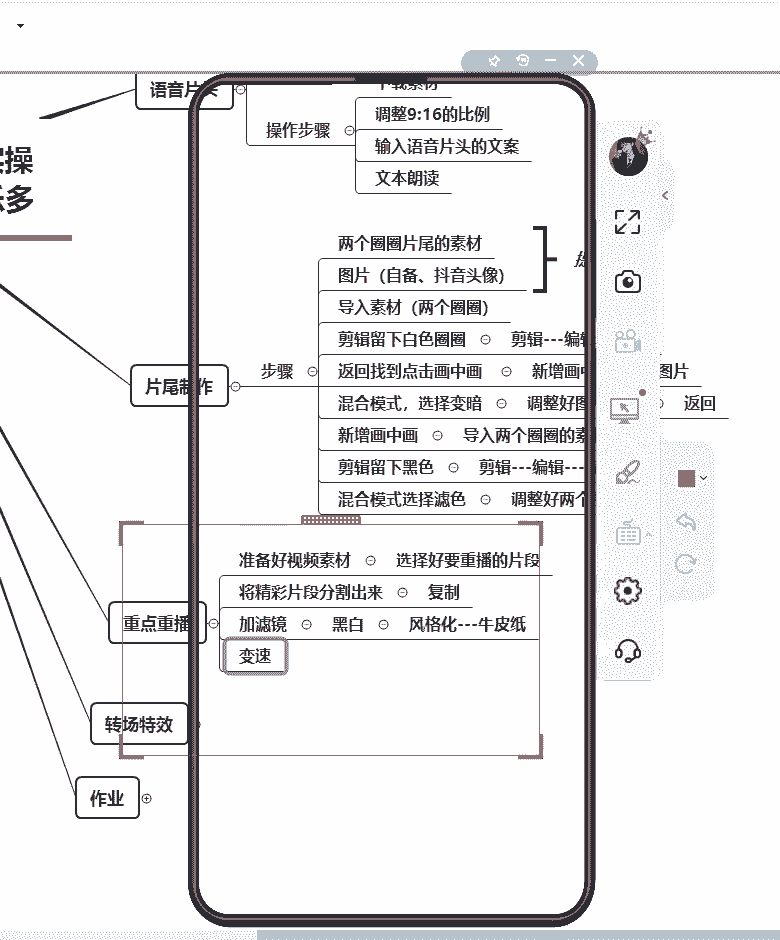 语音片头
下载素材
操作步骤
调整9:16的比例
输入语音片头的文案
文本朗读
实操
乐多
两个圈圈片尾的素材
图片（自备、抖音头像）
导入素材（两个圈圈）
剪辑留下白色圈圈 剪辑---编辑
步骤
返回找到点击画中画 新增画中 图片
片尾制作
混合模式，选择变暗 调整好图 返回
新增画中画 导入两个圈圈的素
剪辑留下黑色 剪辑---编辑---
混合模式选择滤色 调整好两个
准备好视频素材 选择好要重播的片段
将精彩片段分割出来 复制
重点重播
加滤镜 黑白 风格化---牛皮纸
变速
转场特效
作业